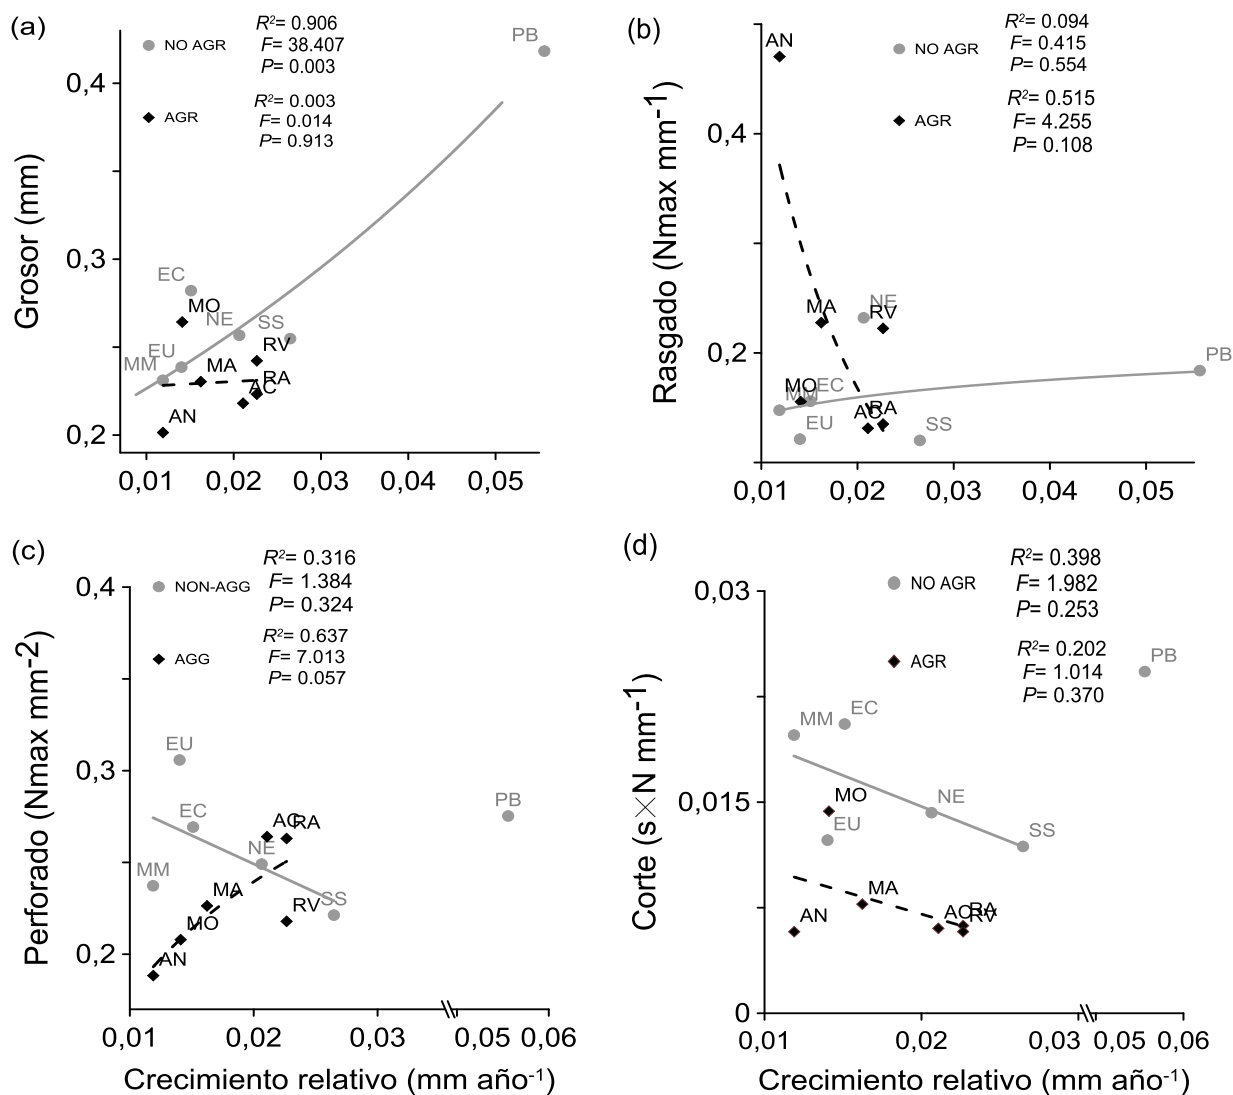 (a)
NO AGR
R²= 0.906
F= 38.407
P= 0.003
AGR
R²= 0.003
F= 0.014
P= 0.913
Grosor (mm)
0,4
0,3
0,2
PB
EC
MO
NE
SS
EU
MM
RV
MA
RA
AC
AN
0,01 0,02 0,03 0,04 0,05
(b)
NO AGR
R²= 0.094
F= 0.415
P= 0.554
AGR
R²= 0.515
F= 4.255
P= 0.108
Rasgado (Nmax mm⁻¹)
0,4
0,2
AN
MA
NE
RV
PB
MO
EC
MM
EU
AC
RA
SS
0,01 0,02 0,03 0,04 0,05
(c)
NON-AGG
R²= 0.316
F= 1.384
P= 0.324
AGG
R²= 0.637
F= 7.013
P= 0.057
Perforado (Nmax mm⁻²)
0,4
0,3
0,2
EU
EC
AC
RA
PB
NE
MM
MA
RV
SS
MO
AN
0,01 0,02 0,03 0,05 0,06
Crecimiento relativo (mm año⁻¹)
(d)
NO AGR
R²= 0.398
F= 1.982
P= 0.253
AGR
R²= 0.202
F= 1.014
P= 0.370
Corte (s×N mm⁻¹)
0,03
0,015
0
PB
MM
EC
MO
NE
EU
SS
MA
AN
AC
RA
RV
0,01 0,02 0,03 0,05 0,06
Crecimiento relativo (mm año⁻¹)